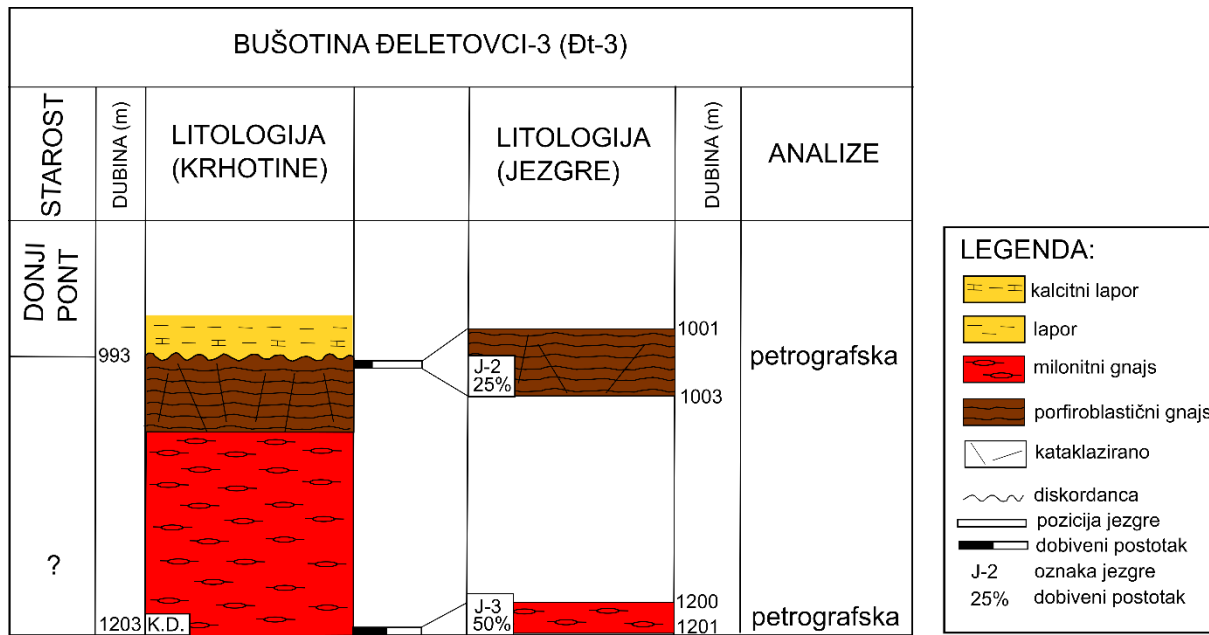 BUŠOTINA ĐELETOVCI-3 (Đt-3)
STAROST
DUBINA (m)
LITOLOGIJA
(KRHOTINE)
LITOLOGIJA
(JEZGRE)
DUBINA (m)
ANALIZE
DONJI
PONT
993
J-2
25%
1001
1003
petrografska
?
1203
K.D.
J-3
50%
1200
1201
petrografska
LEGENDA:
kalcitni lapor
lapor
milonitni gnajs
porfiroblastični gnajs
kataklazirano
diskordanca
pozicija jezgre
dobiveni postotak
J-2 oznaka jezgre
25% dobiveni postotak